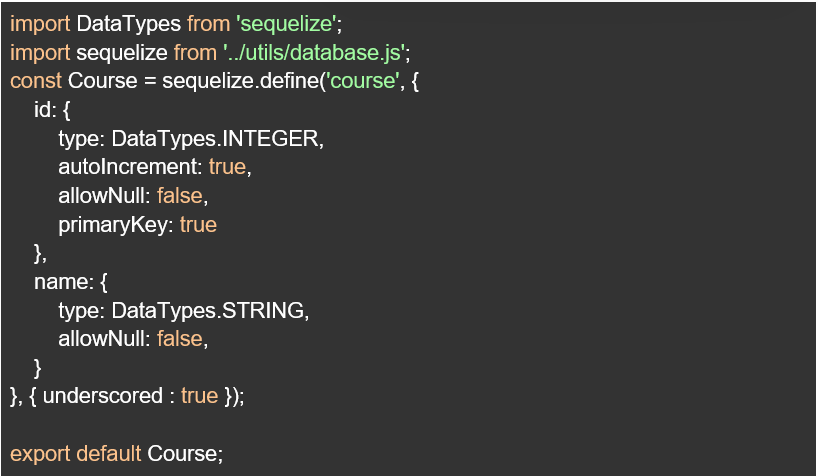 import DataTypes from 'sequelize';
import sequelize from '../utils/database.js';
const Course = sequelize.define('course', {
    id: {
        type: DataTypes.INTEGER,
        autoIncrement: true,
        allowNull: false,
        primaryKey: true
    },
    name: {
        type: DataTypes.STRING,
        allowNull: false,
    }
}, { underscored : true });

export default Course;